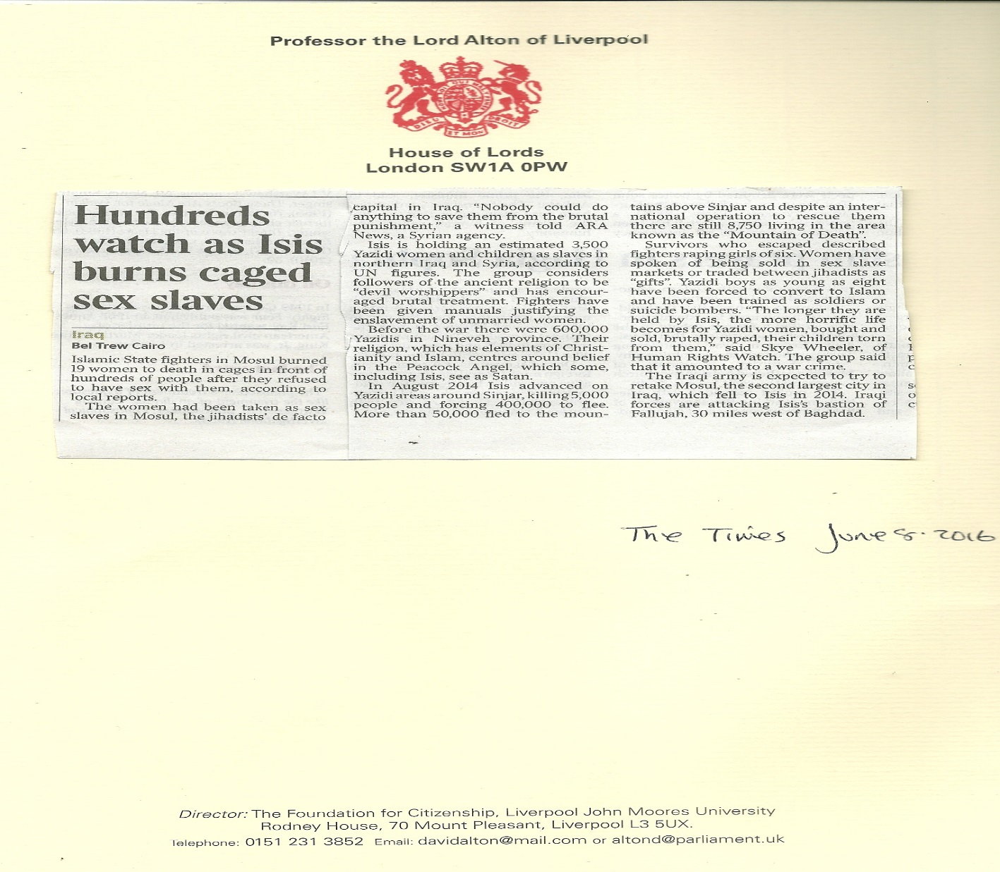 Professor the Lord Alton of Liverpool
DIEU ET MON DROIT
House of Lords
London SW1A 0PW
Hundreds
watch as Isis
burns caged
sex slaves
Iraq
Bel Trew Cairo
Islamic State fighters in Mosul burned
19 women to death in cages in front of
hundreds of people after they refused
to have sex with them, according to
local reports.
The women had been taken as sex
slaves in Mosul, the jihadists' de facto
capital in Iraq. “Nobody could do
anything to save them from the brutal
punishment,” a witness told ARA
News, a Syrian agency.
Isis is holding an estimated 3,500
Yazidi women and children as slaves in
northern Iraq and Syria, according to
UN figures. The group considers
followers of the ancient religion to be
“devil worshippers” and has encour-
aged brutal treatment. Fighters have
been given manuals justifying the
enslavement of unmarried women.
Before the war there were 600,000
Yazidis in Nineveh province. Their
religion, which has elements of Christ-
ianity and Islam, centres around belief
in the Peacock Angel, which some,
including Isis, see as Satan.
In August 2014 Isis advanced on
Yazidi areas around Sinjar, killing 5,000
people and forcing 400,000 to flee.
More than 50,000 fled to the moun-
tains above Sinjar and despite an inter-
national operation to rescue them
there are still 8,750 living in the area
known as the “Mountain of Death”.
Survivors who escaped described
fighters raping girls of six. Women have
spoken of being sold in sex slave
markets or traded between jihadists as
“gifts”. Yazidi boys as young as eight
have been forced to convert to Islam
and have been trained as soldiers or
suicide bombers. “The longer they are
held by Isis, the more horrific life
becomes for Yazidi women, bought and
sold, brutally raped, their children torn
from them,” said Skye Wheeler, of
Human Rights Watch. The group said
that it amounted to a war crime.
The Iraqi army is expected to try to
retake Mosul, the second largest city in
Iraq, which fell to Isis in 2014. Iraqi
forces are attacking Isis's bastion of
Fallujah, 30 miles west of Baghdad.
The Times June 8. 2016
Director: The Foundation for Citizenship, Liverpool John Moores University
Rodney House, 70 Mount Pleasant, Liverpool L3 5UX.
Telephone: 0151 231 3852 Email: davidalton@mail.com or altond@parliament.uk